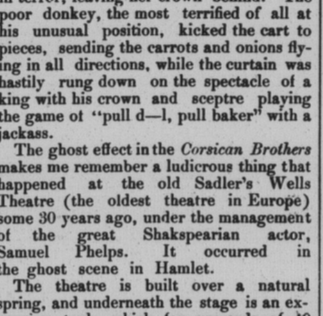 poor donkey, the most terrified of all at
his unusual position, kicked the cart to
pieces, sending the carrots and onions fly-
ing in all directions, while the curtain was
hastily rung down on the spectacle of a
king with his crown and sceptre playing
the game of "pull d—l, pull baker" with a
jackass.
The ghost effect in the Corsican Brothers
makes me remember a ludicrous thing that
happened at the old Sadler's Wells
Theatre (the oldest theatre in Europe)
some 30 years ago, under the management
of the great Shakspearian actor,
Samuel Phelps. It occurred in
the ghost scene in Hamlet.
The theatre is built over a natural
spring, and underneath the stage is an ex-